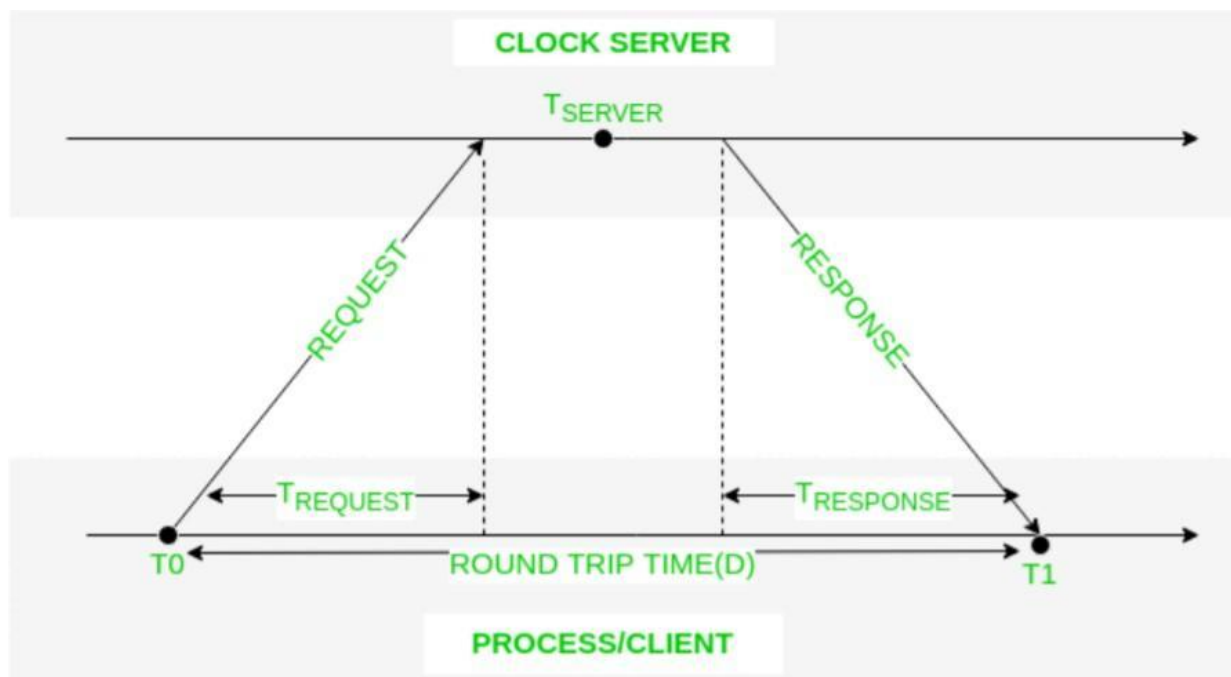 CLOCK SERVER
TSERVER
REQUEST
RESPONSE
TREQUEST
TRESPONSE
T0
ROUND TRIP TIME(D)
T1
PROCESS/CLIENT